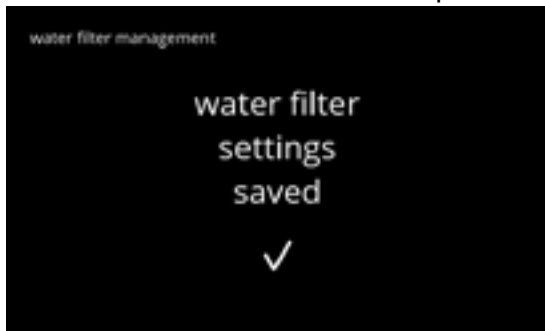 water filter management
water filter
settings
saved